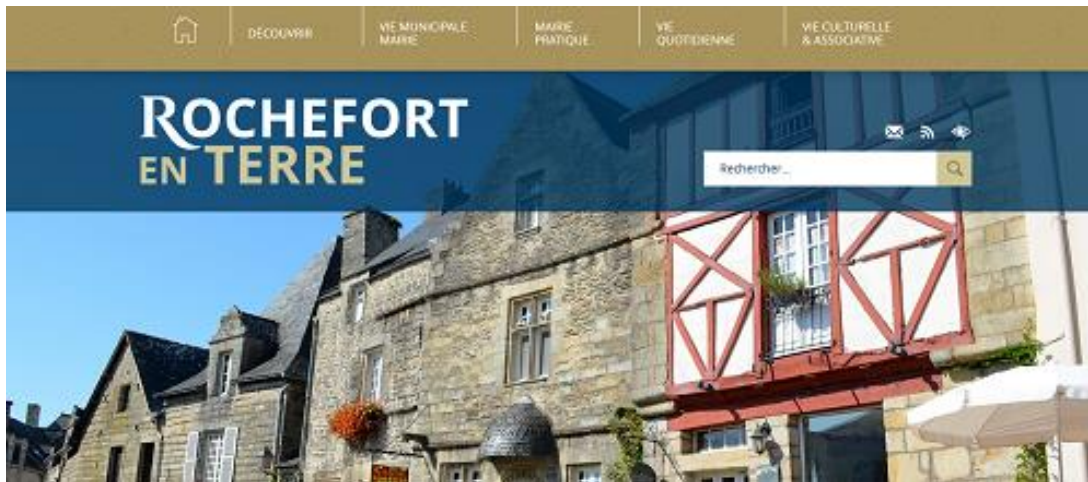 DÉCOUVRIR
VIE MUNICIPALE
MAIRIE
MAIRIE
PRATIQUE
VIE
QUOTIDIENNE
VIE CULTURELLE
& ASSOCIATIVE
ROCHEFORT
EN TERRE
Rechercher...